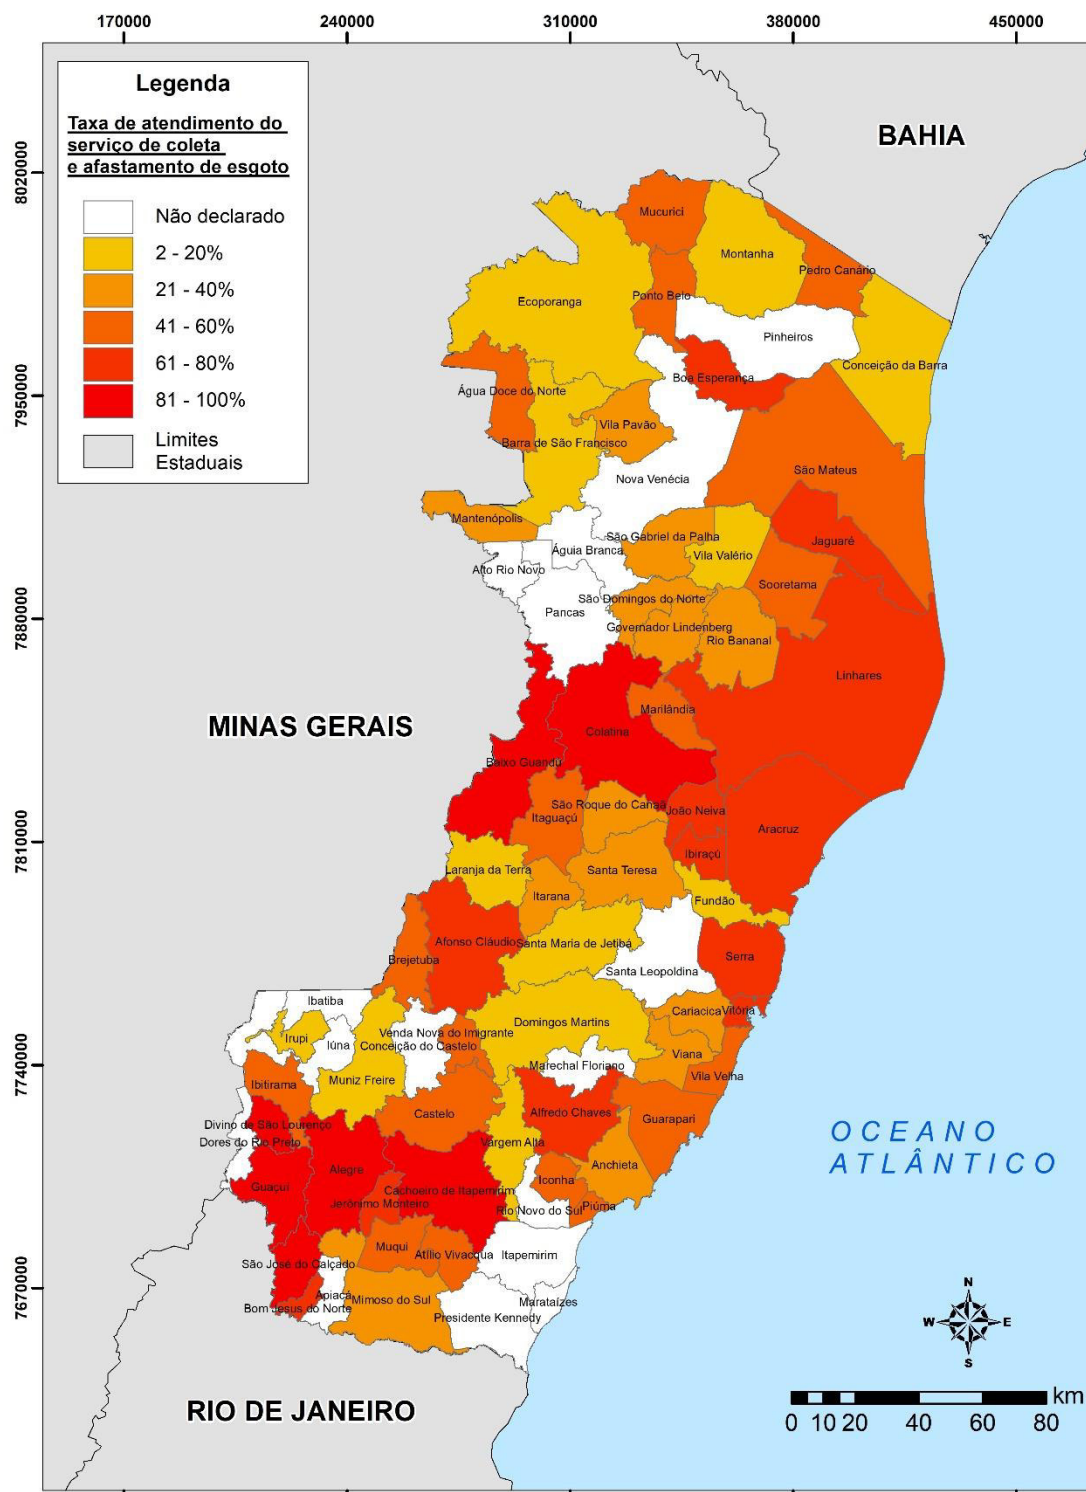 170000
240000
310000
380000
450000
Legenda
Taxa de atendimento do
serviço de coleta
e afastamento de esgoto
Não declarado
2 - 20%
21 - 40%
41 - 60%
61 - 80%
81 - 100%
Limites
Estaduais
BAHIA
8020000
7950000
7880000
7810000
7740000
7670000
Mucurici
Montanha
Pedro Canário
Ecoporanga
Ponto Belo
Pinheiros
Conceição da Barra
Boa Esperança
Água Doce do Norte
Vila Pavão
Barra de São Francisco
São Mateus
Nova Venécia
Mantenópolis
São Gabriel da Palha
Jaguaré
Águia Branca
Vila Valério
Alto Rio Novo
Sooretama
São Domingos do Norte
Pancas
Governador Lindenberg
Rio Bananal
Linhares
Marilândia
MINAS GERAIS
Colatina
Baixo Guandú
São Roque do Canaã
João Neiva
Itaguaçú
Aracruz
Ibiraçú
Laranja da Terra
Santa Teresa
Itarana
Fundão
Afonso Cláudio
Santa Maria de Jetibá
Serra
Brejetuba
Santa Leopoldina
Ibatiba
Cariacica
Vitória
Domingos Martins
Venda Nova do Imigrante
Irupi
Iúna
Conceição do Castelo
Viana
Marechal Floriano
Vila Velha
Muniz Freire
Ibitirama
Castelo
Alfredo Chaves
Guarapari
Divino de São Lourenço
Dores do Rio Preto
Vargem Alta
OCEANO
ATLÂNTICO
Alegre
Anchieta
Iconha
Guaçuí
Cachoeiro de Itapemirim
Jerônimo Monteiro
Piúma
Rio Novo do Sul
Muqui
Atílio Vivacqua
Itapemirim
São José do Calçado
Apiacá
Mimoso do Sul
Marataízes
Bom Jesus do Norte
Presidente Kennedy
N
W
E
S
RIO DE JANEIRO
km
0 10 20 40 60 80